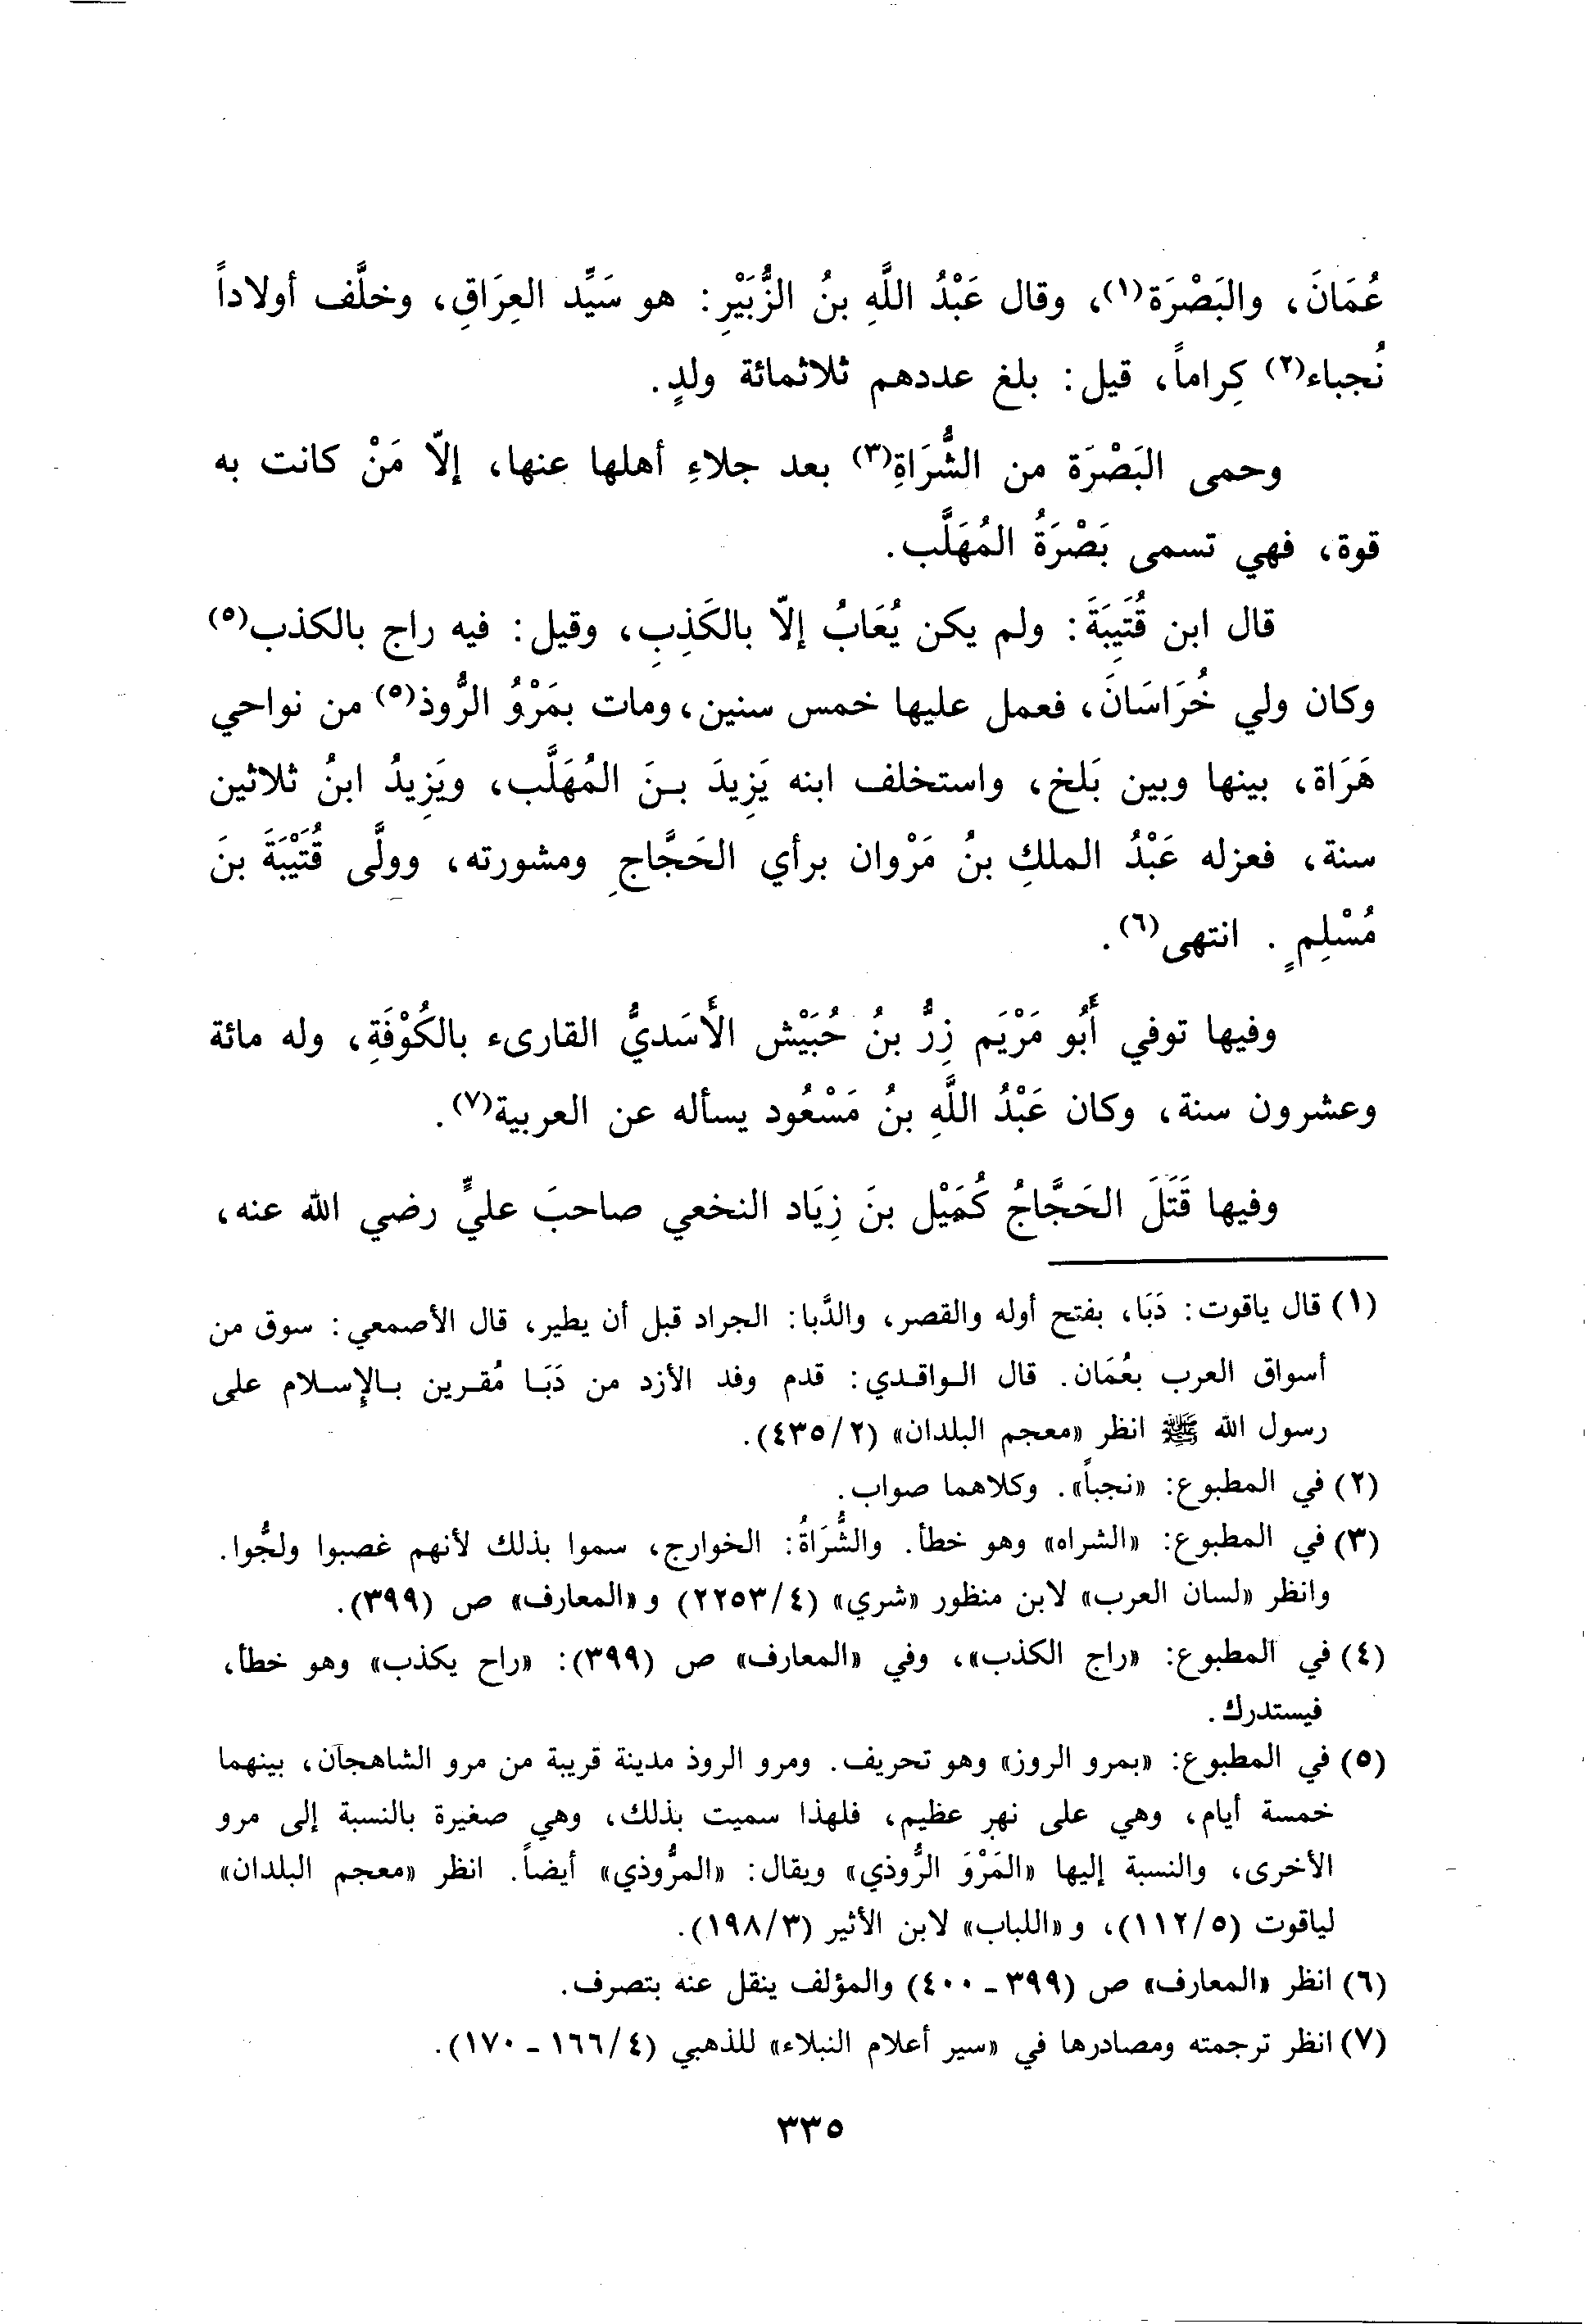 عُمَانَ، والبَصْرَة(١)، وقال عَبْدُ اللَّهِ بنُ الزُّبَيْرِ: هو سَيِّد العِرَاقِ، وخلَّف أولاداً
نُجباء(٢) كِراماً، قيل: بلغ عددهم ثلاثمائة ولدٍ.
وحمى البَصْرَة من الشُّرَاةِ(٣) بعد جلاءِ أهلها عنها، إلّا مَنْ كانت به
قوة، فهي تسمى بَصْرَةُ المُهَلَّب.
قال ابن قُتَيبَةَ: ولم يكن يُعَابُ إلّا بالكَذِبِ، وقيل: فيه راج بالكذب(٥)
وكان ولي خُرَاسَانَ، فعمل عليها خمس سنين، ومات بمَرْوُ الرُّوذ(٥) من نواحي
هَرَاة، بينها وبين بَلخ، واستخلف ابنه يَزِيدَ بـنَ المُهَلَّب، ويَزِيدُ ابنُ ثلاثين
سنة، فعزله عَبْدُ الملكِ بنُ مَرْوان برأي الحَجَّاجِ ومشورته، وولَّى قُتَيْبَةَ بنَ
مُسْلِمٍ. انتهى(٦).
وفيها توفي أَبُو مَرْيَم زِرُّ بنُ حُبَيْش الأَسَديُّ القارىء بالكُوْفَةِ، وله مائة
وعشرون سنة، وكان عَبْدُ اللَّهِ بنُ مَسْعُود يسأله عن العربية(٧).
وفيها قَتَلَ الحَجَّاجُ كُمَيْل بنَ زِيَاد النخعي صاحبَ عليٍّ رضي الله عنه،
(١) قال ياقوت: دَبَا، بفتح أوله والقصر، والدَّبا: الجراد قبل أن يطير، قال الأصمعي: سوق من
أسواق العرب بعُمَان. قال الـواقـدي: قدم وفد الأزد من دَبَـا مُقـرين بـالإِسـلام على
رسول الله ﷺ انظر «معجم البلدان» (٤٣٥/٢).
(٢) في المطبوع: «نجباً». وكلاهما صواب.
(٣) في المطبوع: «الشراه» وهو خطأ. والشُّرَاةُ: الخوارج، سموا بذلك لأنهم غصبوا ولجُّوا.
وانظر «لسان العرب» لابن منظور «شري» (٢٢٥٣/٤) و «المعارف» ص (٣٩٩).
(٤) في المطبوع: «راج الكذب»، وفي «المعارف» ص (٣٩٩): «راح يكذب» وهو خطأ،
فيستدرك.
(٥) في المطبوع: «بمرو الروز» وهو تحريف. ومرو الروذ مدينة قريبة من مرو الشاهجان، بينهما
خمسة أيام، وهي على نهر عظيم، فلهذا سميت بذلك، وهي صغيرة بالنسبة إلى مرو
الأخرى، والنسبة إليها «المَرْوَ الرُّوذي» ويقال: «المرُّوذي» أيضاً. انظر «معجم البلدان»
لياقوت (١١٢/٥)، و «اللباب» لابن الأثير (١٩٨/٣).
(٦) انظر «المعارف» ص (٣٩٩ - ٤٠٠) والمؤلف ينقل عنه بتصرف.
(٧) انظر ترجمته ومصادرها في «سير أعلام النبلاء» للذهبي (١٦٦/٤ - ١٧٠).
٣٣٥